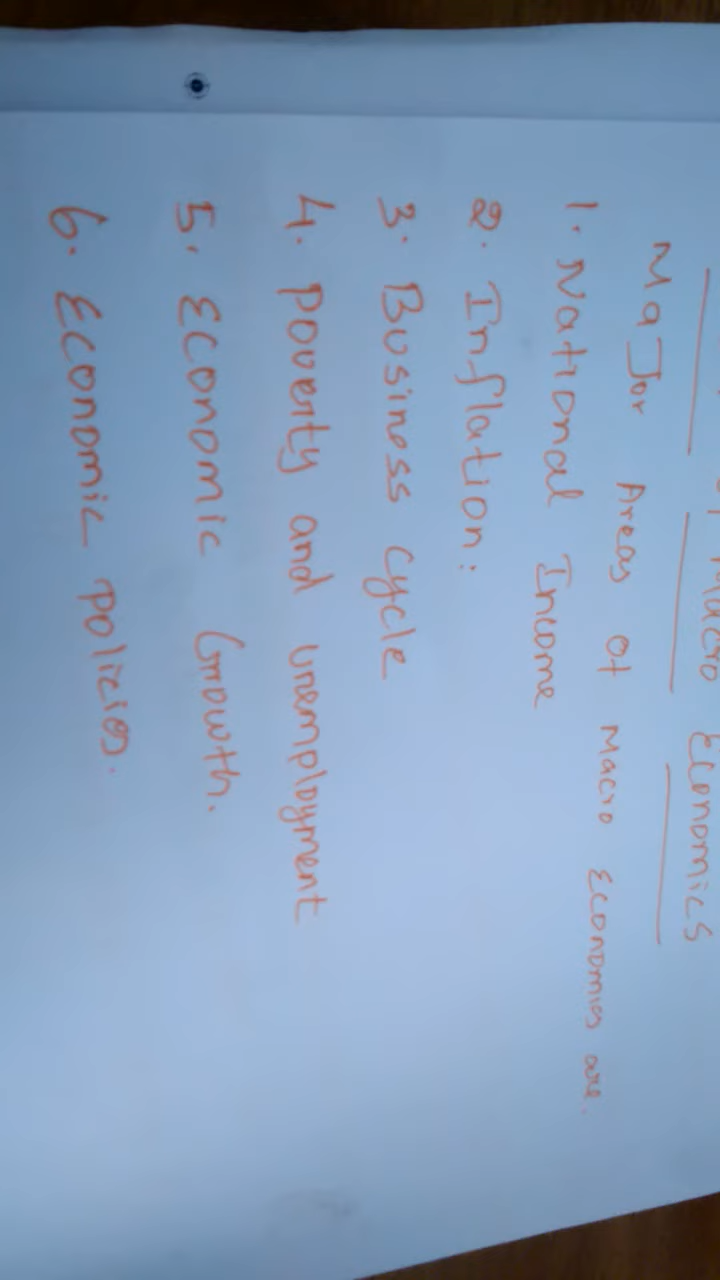 Macro Economics
Major Areas of Macro Economics are.
1. National Income
2. Inflation:
3. Business cycle
4. Poverty and unemployment
5. Economic Growth.
6. Economic policies.